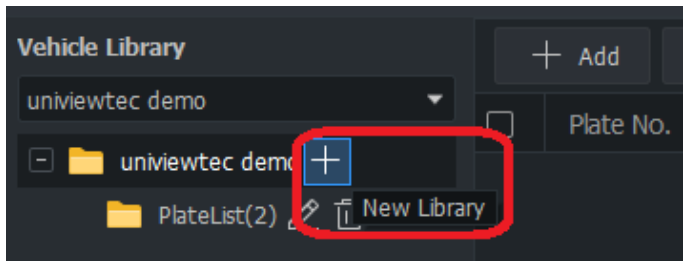 Vehicle Library
+ Add
univiewtec demo
Plate No.
univiewtec demo
PlateList(2)
New Library